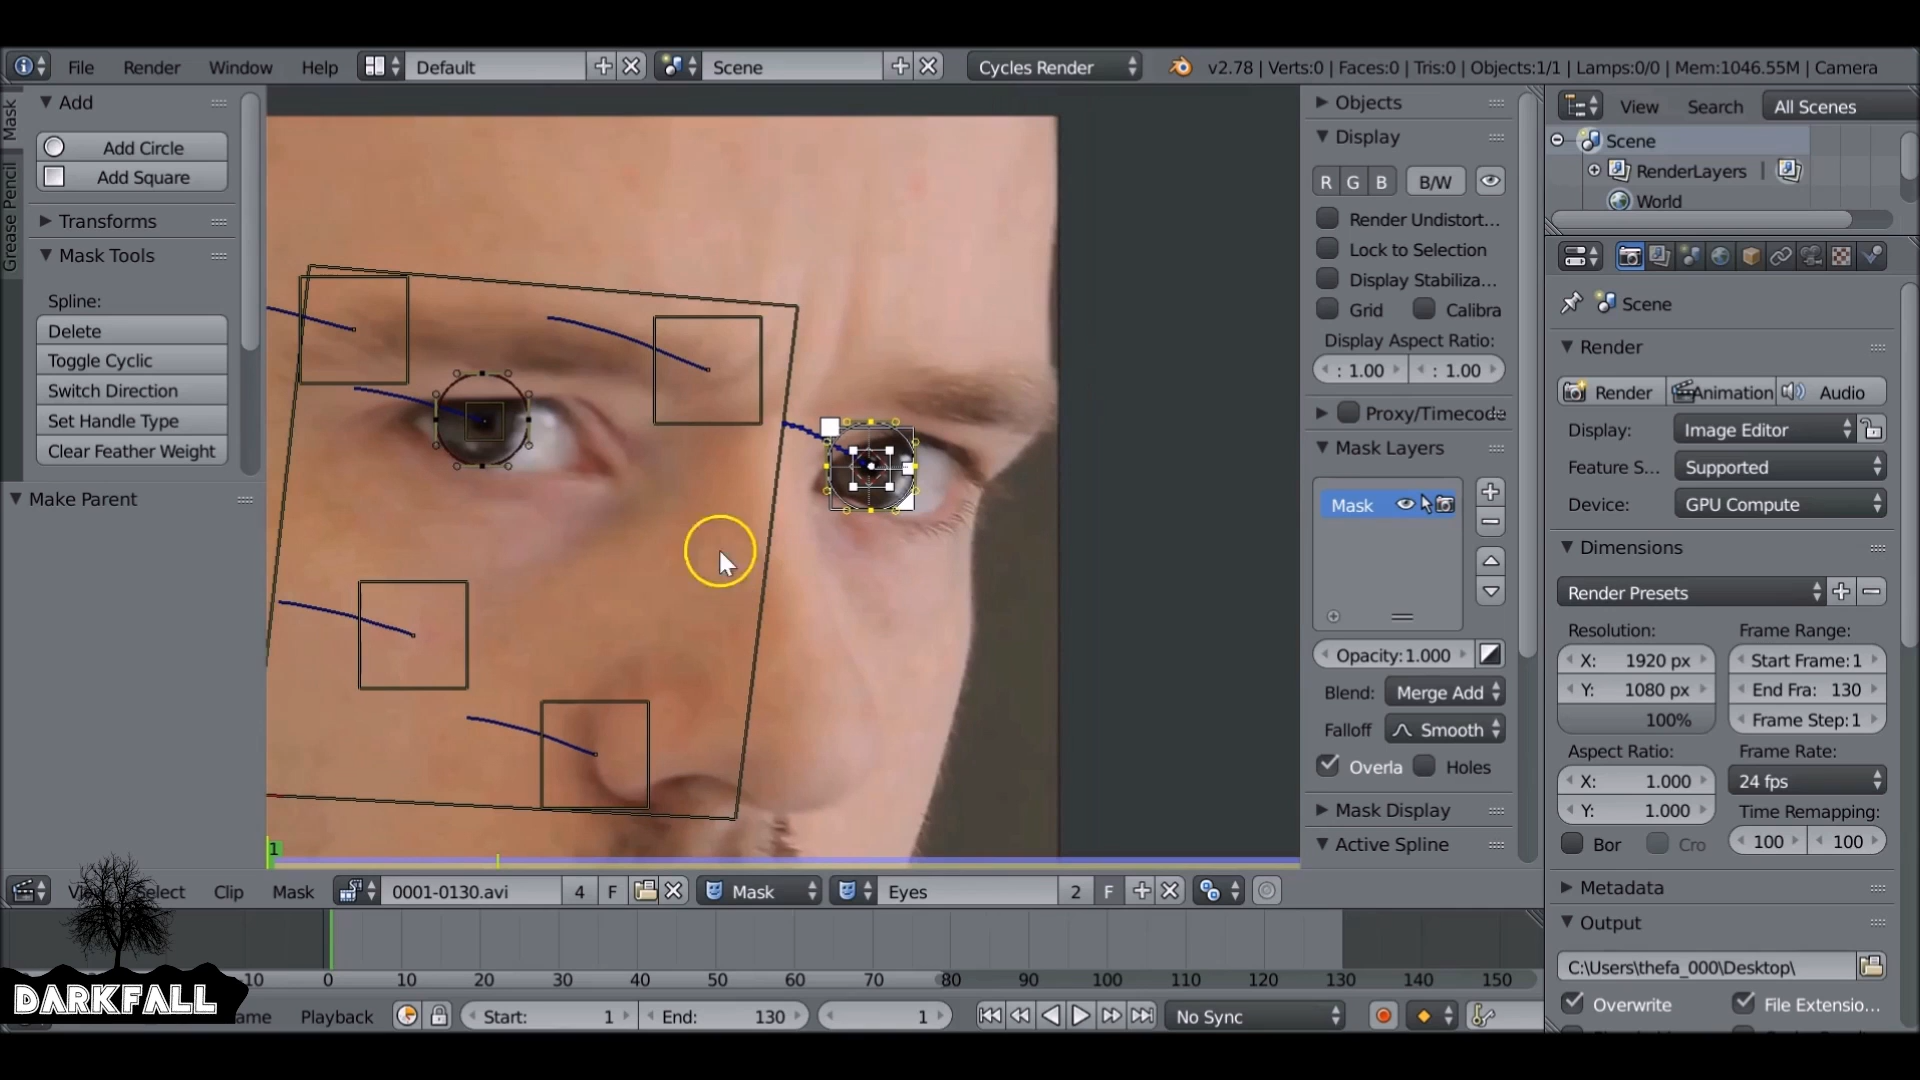 File Render Window Help Default Scene Cycles Render v2.78 | Verts:0 | Faces:0 | Tris:0 | Objects:1/1 | Lamps:0/0 | Mem:1046.55M | Camera
Mask
Grease Pencil
Add
Add Circle
Add Square
Transforms
Mask Tools
Spline:
Delete
Toggle Cyclic
Switch Direction
Set Handle Type
Clear Feather Weight
Make Parent
1
Objects
Display
R G B B/W
Render Undistort...
Lock to Selection
Display Stabiliza...
Grid Calibra
Display Aspect Ratio:
: 1.00 : 1.00
Proxy/Timecode
Mask Layers
Mask
Opacity:1.000
Blend: Merge Add
Falloff Smooth
Overla Holes
Mask Display
Active Spline
View Search All Scenes
Scene
RenderLayers
World
Scene
Render
Render Animation Audio
Display: Image Editor
Feature S... Supported
Device: GPU Compute
Dimensions
Render Presets
Resolution: Frame Range:
X: 1920 px Start Frame:1
Y: 1080 px End Fra: 130
100% Frame Step:1
Aspect Ratio: Frame Rate:
X: 1.000 24 fps
Y: 1.000 Time Remapping:
Bor Cro 100 100
Metadata
Output
C:\Users\thefa_000\Desktop\
Overwrite File Extensio...
Select Clip Mask 0001-0130.avi 4 F Mask Eyes 2 F
0 10 20 30 40 50 60 70 80 90 100 110 120 130 140 150
Playback Start: 1 End: 130 1 No Sync
DARKFALL